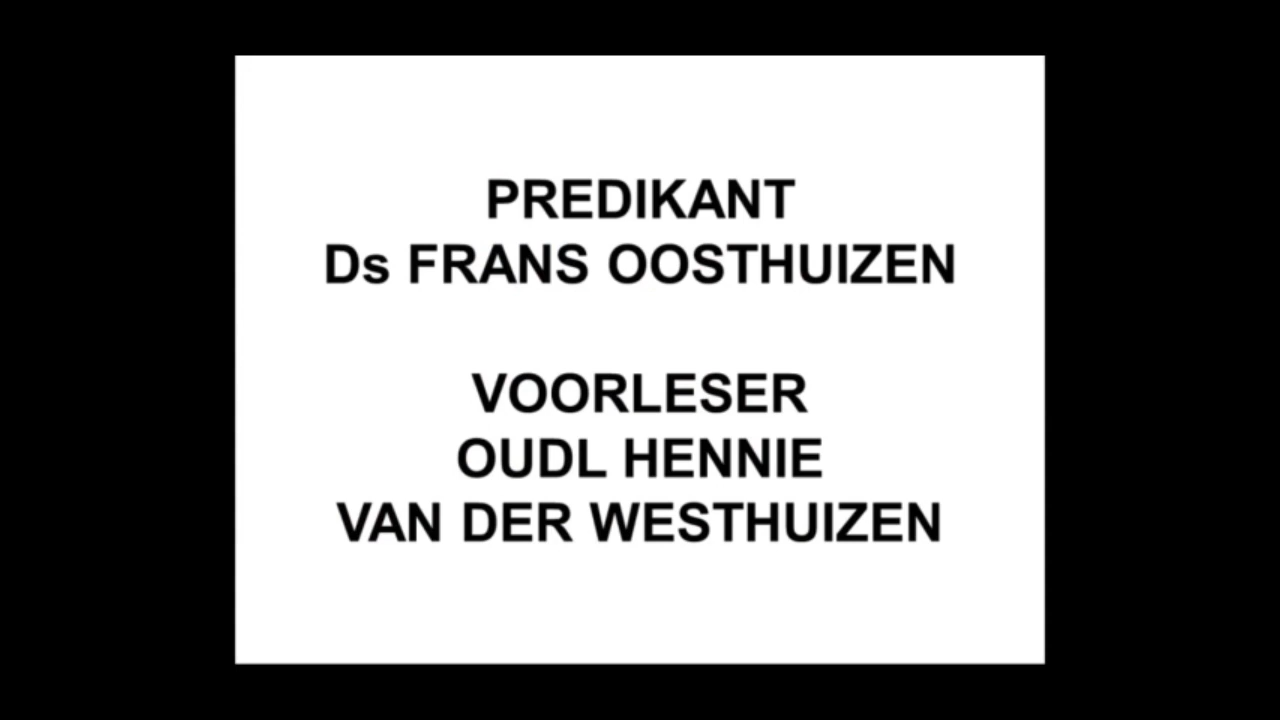 PREDIKANT
Ds FRANS OOSTHUIZEN
VOORLESER
OUDL HENNIE
VAN DER WESTHUIZEN